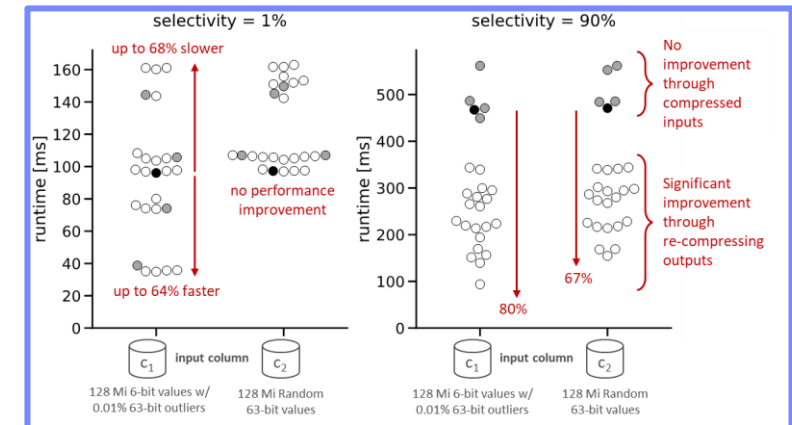 selectivity = 1%
runtime [ms]
160
140
120
100
80
60
40
20
0
up to 68% slower
no performance
improvement
up to 64% faster
C1
input column
C2
128 Mi 6-bit values w/
0.01% 63-bit outliers
128 Mi Random
63-bit values
selectivity = 90%
runtime [ms]
500
400
300
200
100
0
80%
67%
No
improvement
through
compressed
inputs
Significant
improvement
through
re-compressing
outputs
C1
input column
C2
128 Mi 6-bit values w/
0.01% 63-bit outliers
128 Mi Random
63-bit values